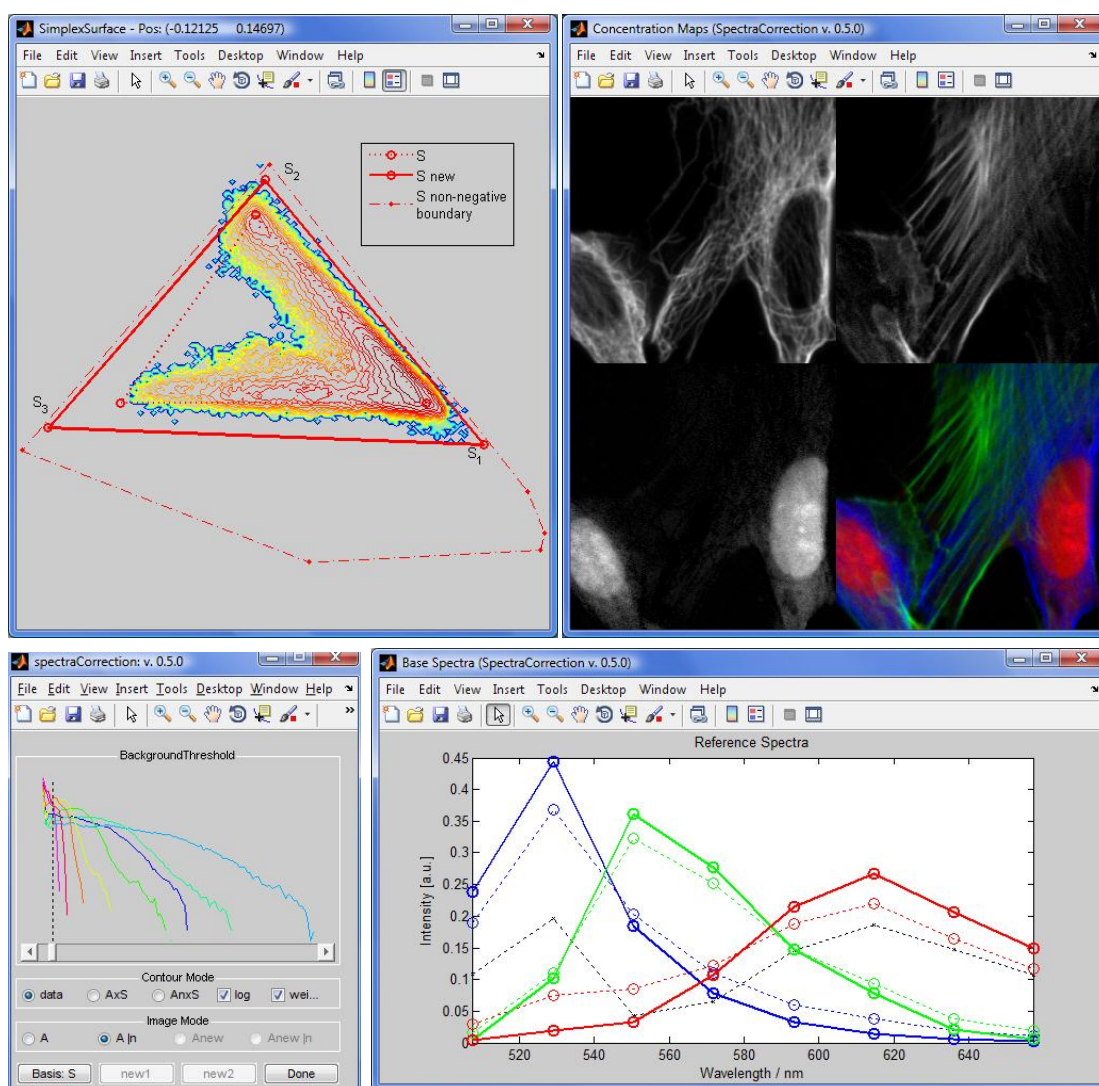 SimplexSurface - Pos: (-0.12125 0.14697)
File Edit View Insert Tools Desktop Window Help
S
S new
S non-negative
boundary
S2
S3
S1
Concentration Maps (SpectraCorrection v. 0.5.0)
File Edit View Insert Tools Desktop Window Help
spectraCorrection: v. 0.5.0
File Edit View Insert Tools Desktop Window Help
BackgroundThreshold
Contour Mode
data AxS AnxS log wei...
Image Mode
A A |n Anew Anew |n
Basis: S new1 new2 Done
Base Spectra (SpectraCorrection v. 0.5.0)
File Edit View Insert Tools Desktop Window Help
Reference Spectra
0.45
0.4
0.35
0.3
0.25
0.2
0.15
0.1
0.05
0
Intensity [a.u.]
520 540 560 580 600 620 640
Wavelength / nm